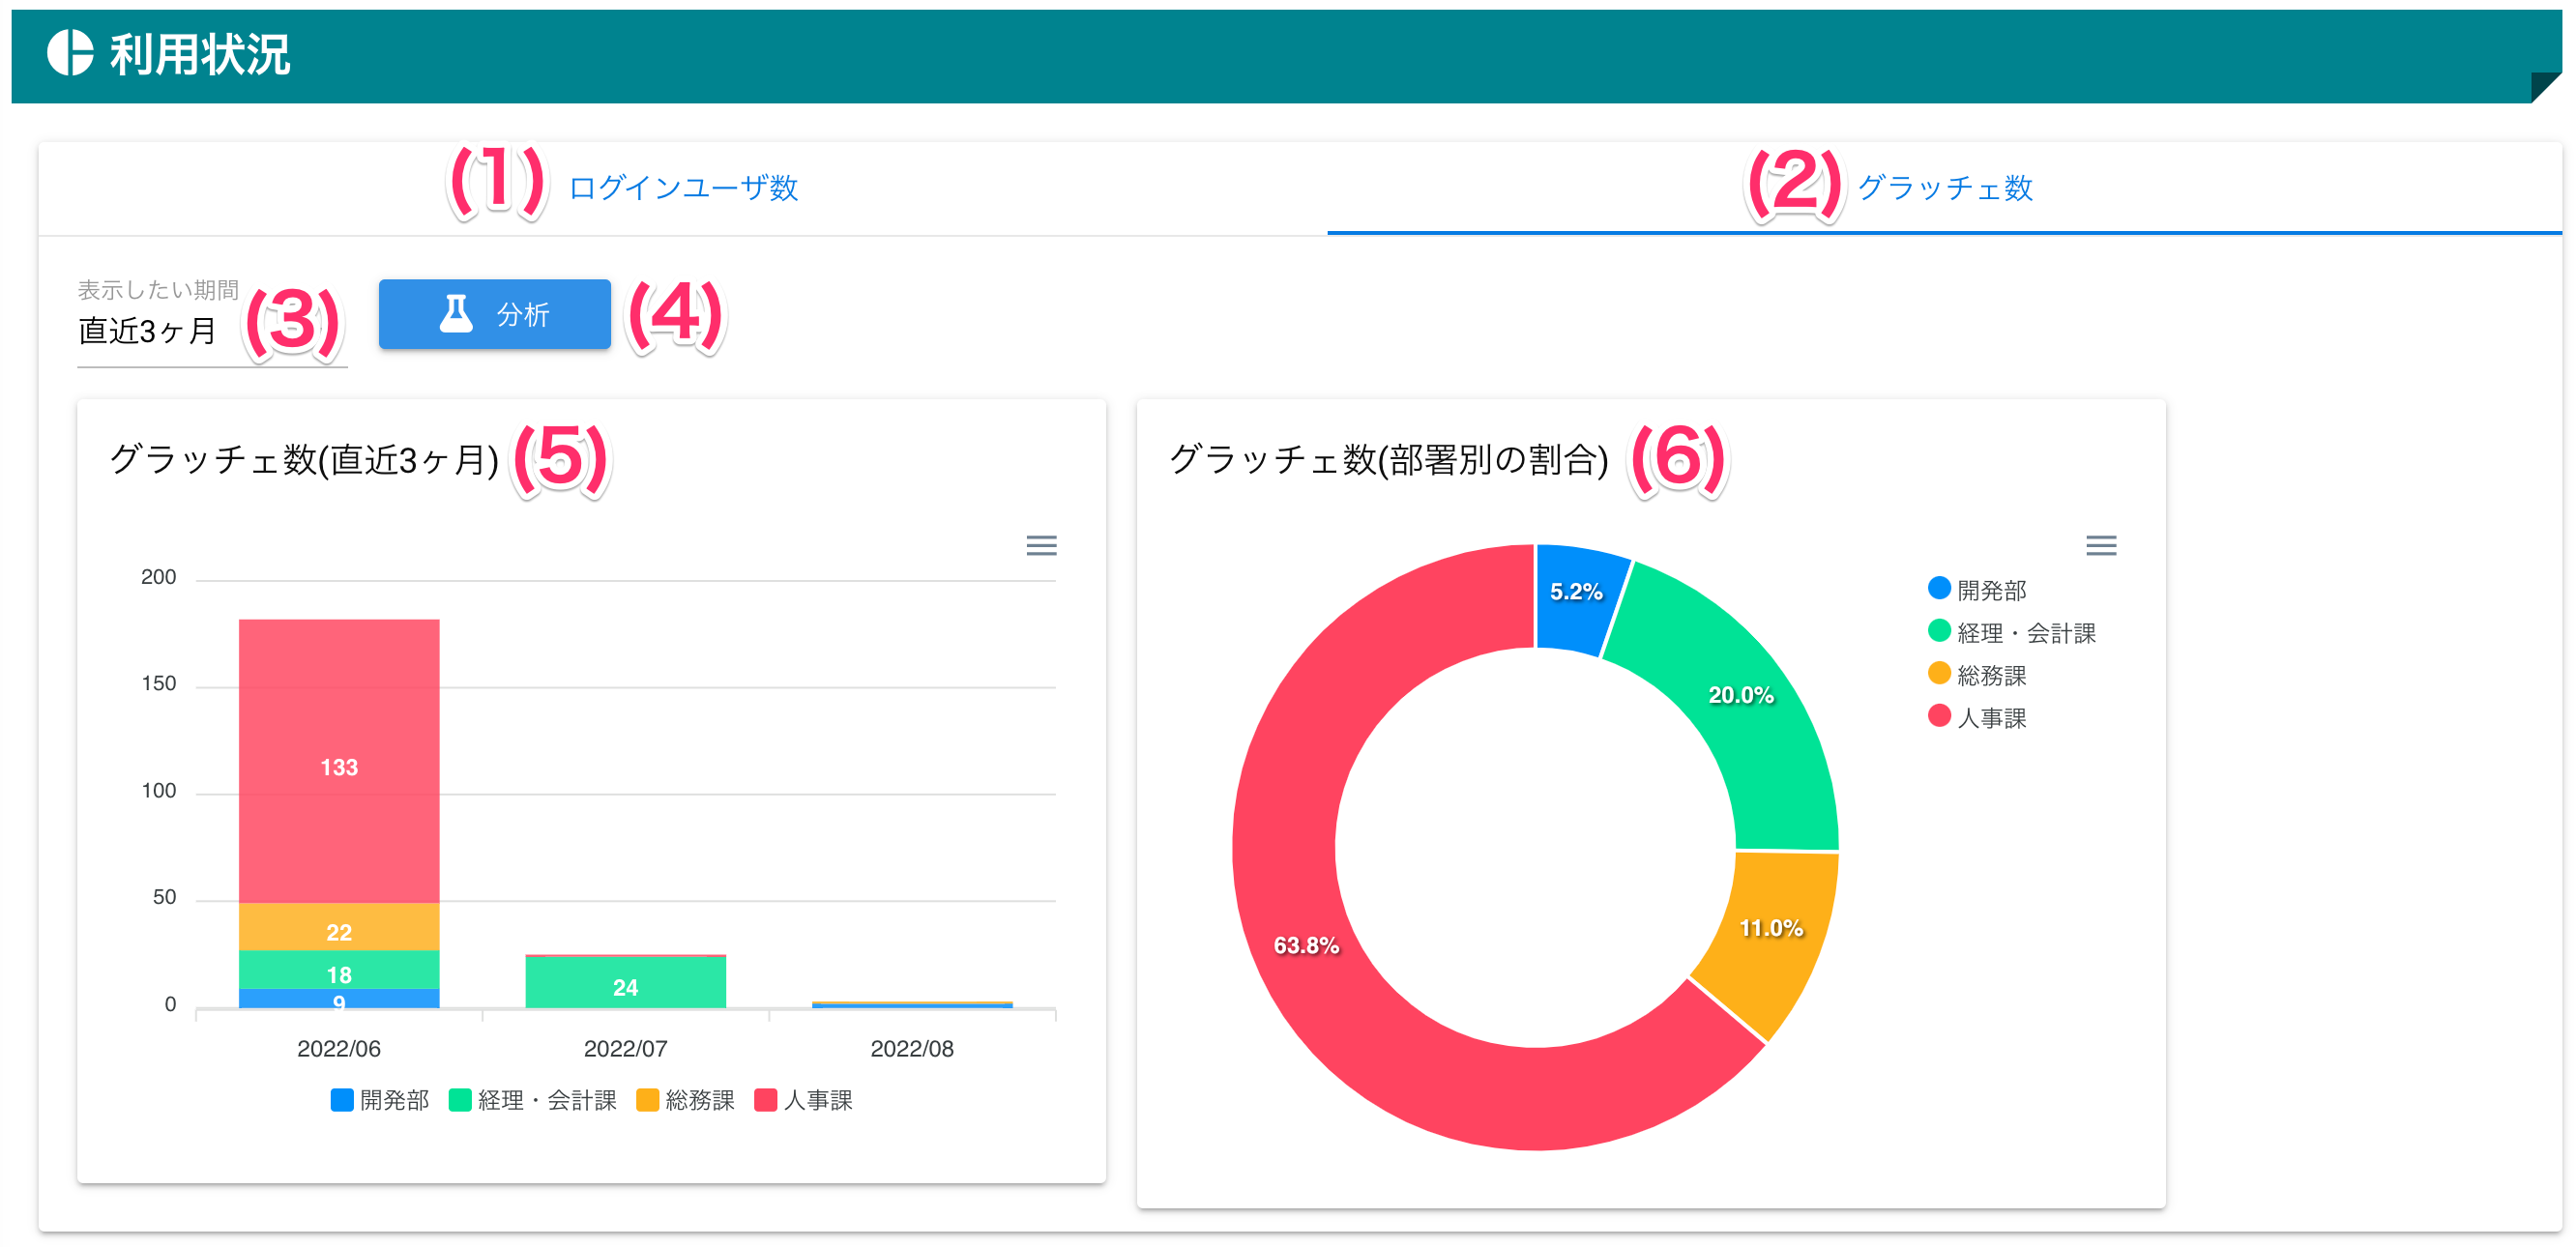 利用状況
(1) ログインユーザ数
(2) グラッチェ数
表示したい期間
直近3ヶ月 (3)
分析 (4)
グラッチェ数(直近3ヶ月) (5)
200
150
100
50
0
133
22
18
9
24
2022/06 2022/07 2022/08
開発部 経理・会計課 総務課 人事課
グラッチェ数(部署別の割合) (6)
5.2%
20.0%
11.0%
63.8%
開発部
経理・会計課
総務課
人事課